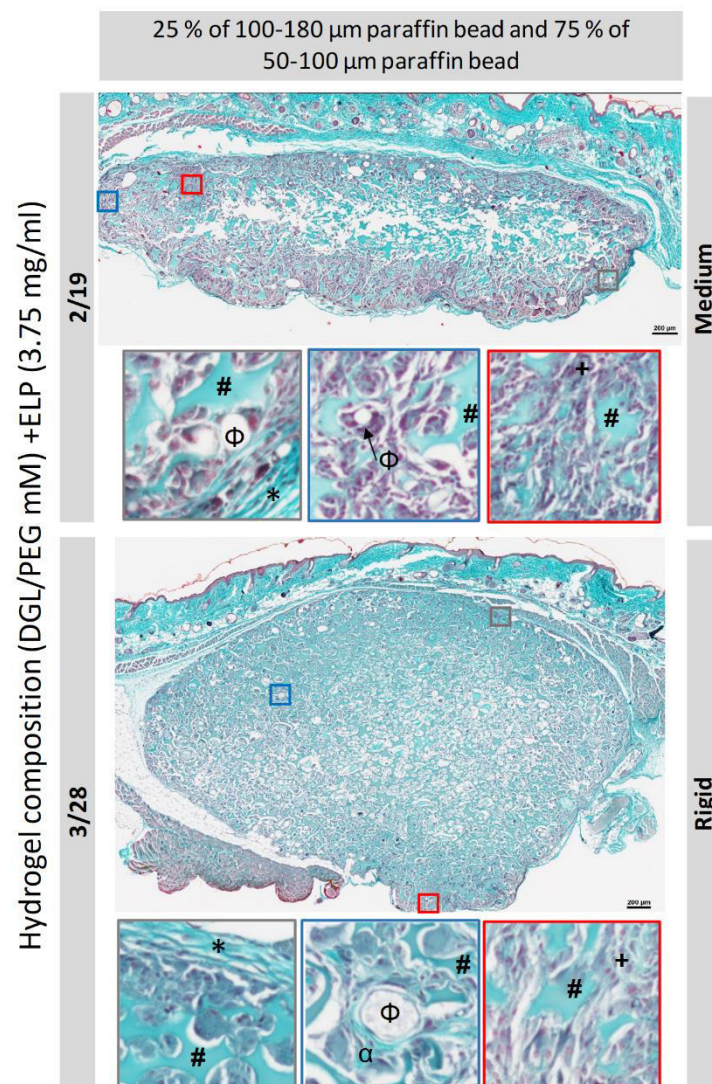 25 % of 100-180 µm paraffin bead and 75 % of
50-100 µm paraffin bead
Hydrogel composition (DGL/PEG mM) +ELP (3.75 mg/ml)
2/19
Medium
200 µm
#
Φ
*
#
Φ
+
#
3/28
Rigid
200 µm
*
#
#
Φ
α
+
#